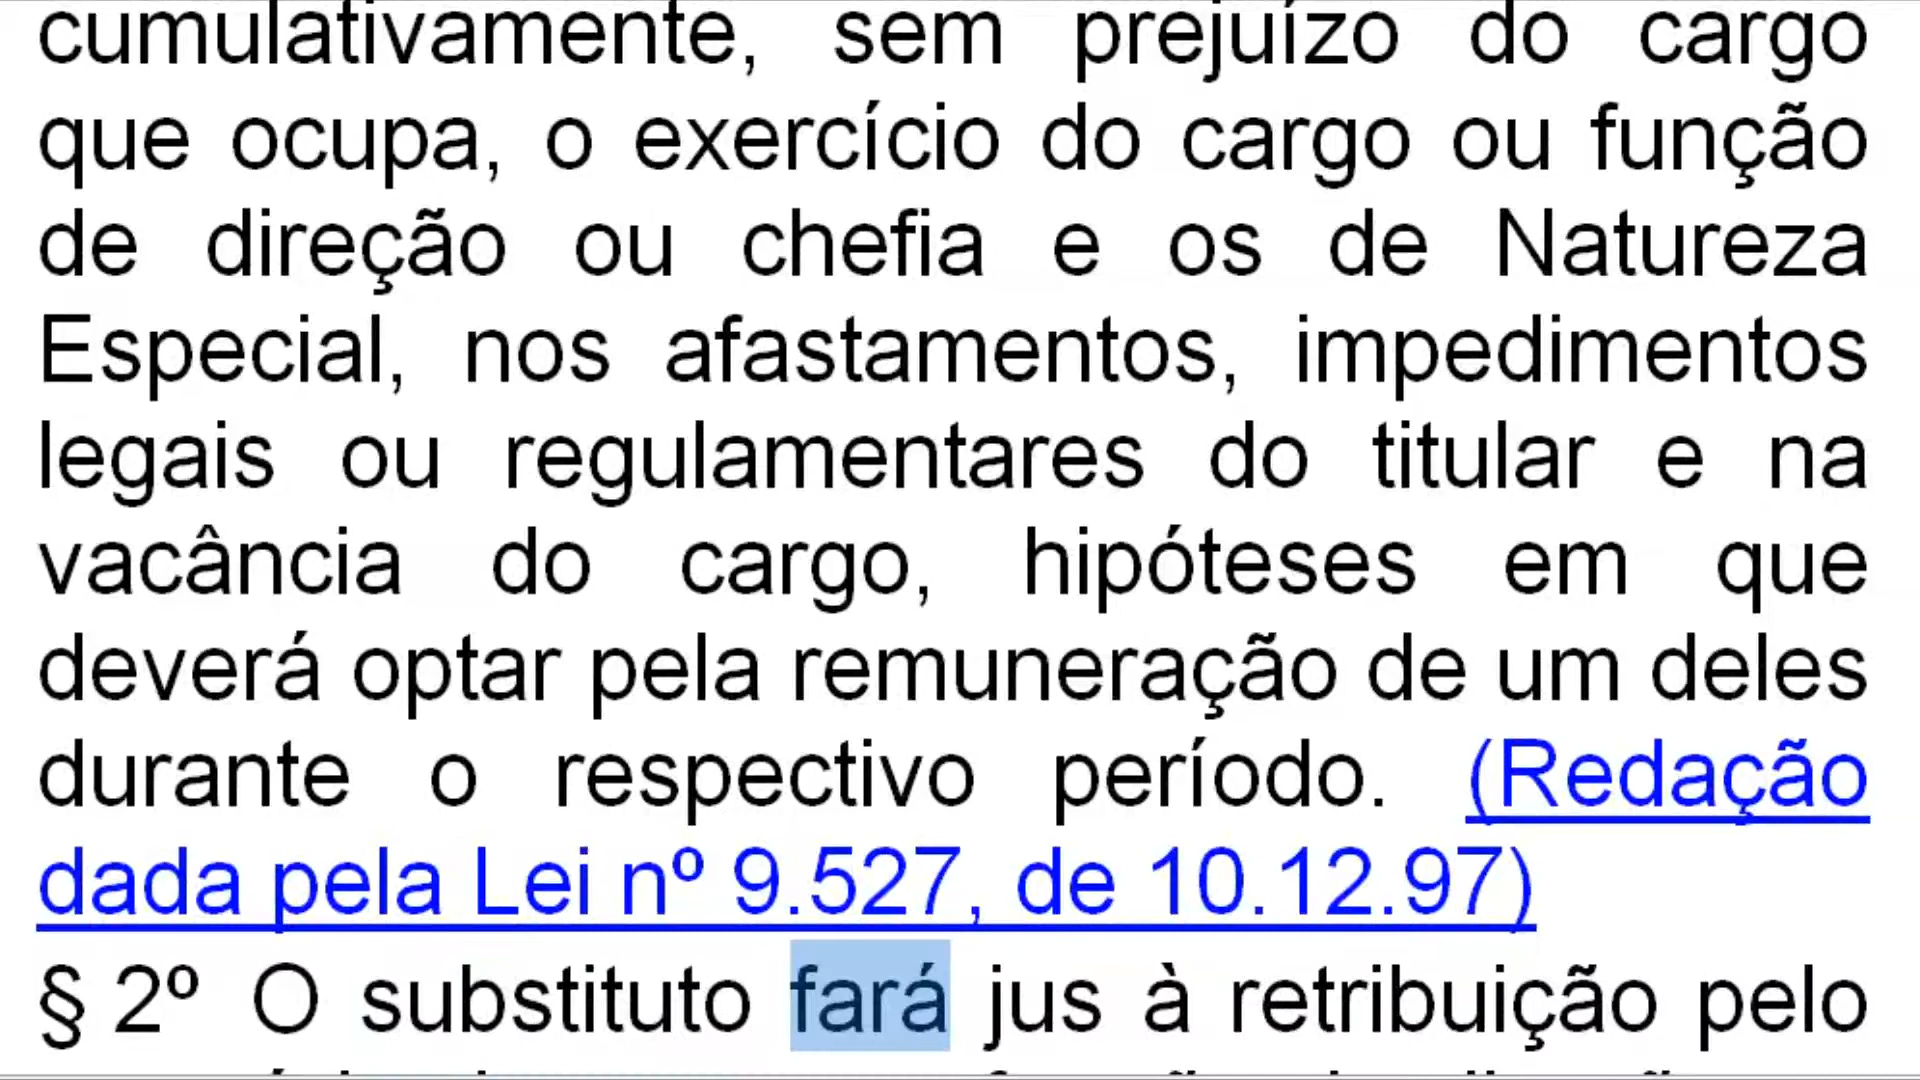 cumulativamente, sem prejuízo do cargo
que ocupa, o exercício do cargo ou função
de direção ou chefia e os de Natureza
Especial, nos afastamentos, impedimentos
legais ou regulamentares do titular e na
vacância do cargo, hipóteses em que
deverá optar pela remuneração de um deles
durante o respectivo período. (Redação
dada pela Lei nº 9.527, de 10.12.97)
§ 2º O substituto fará jus à retribuição pelo